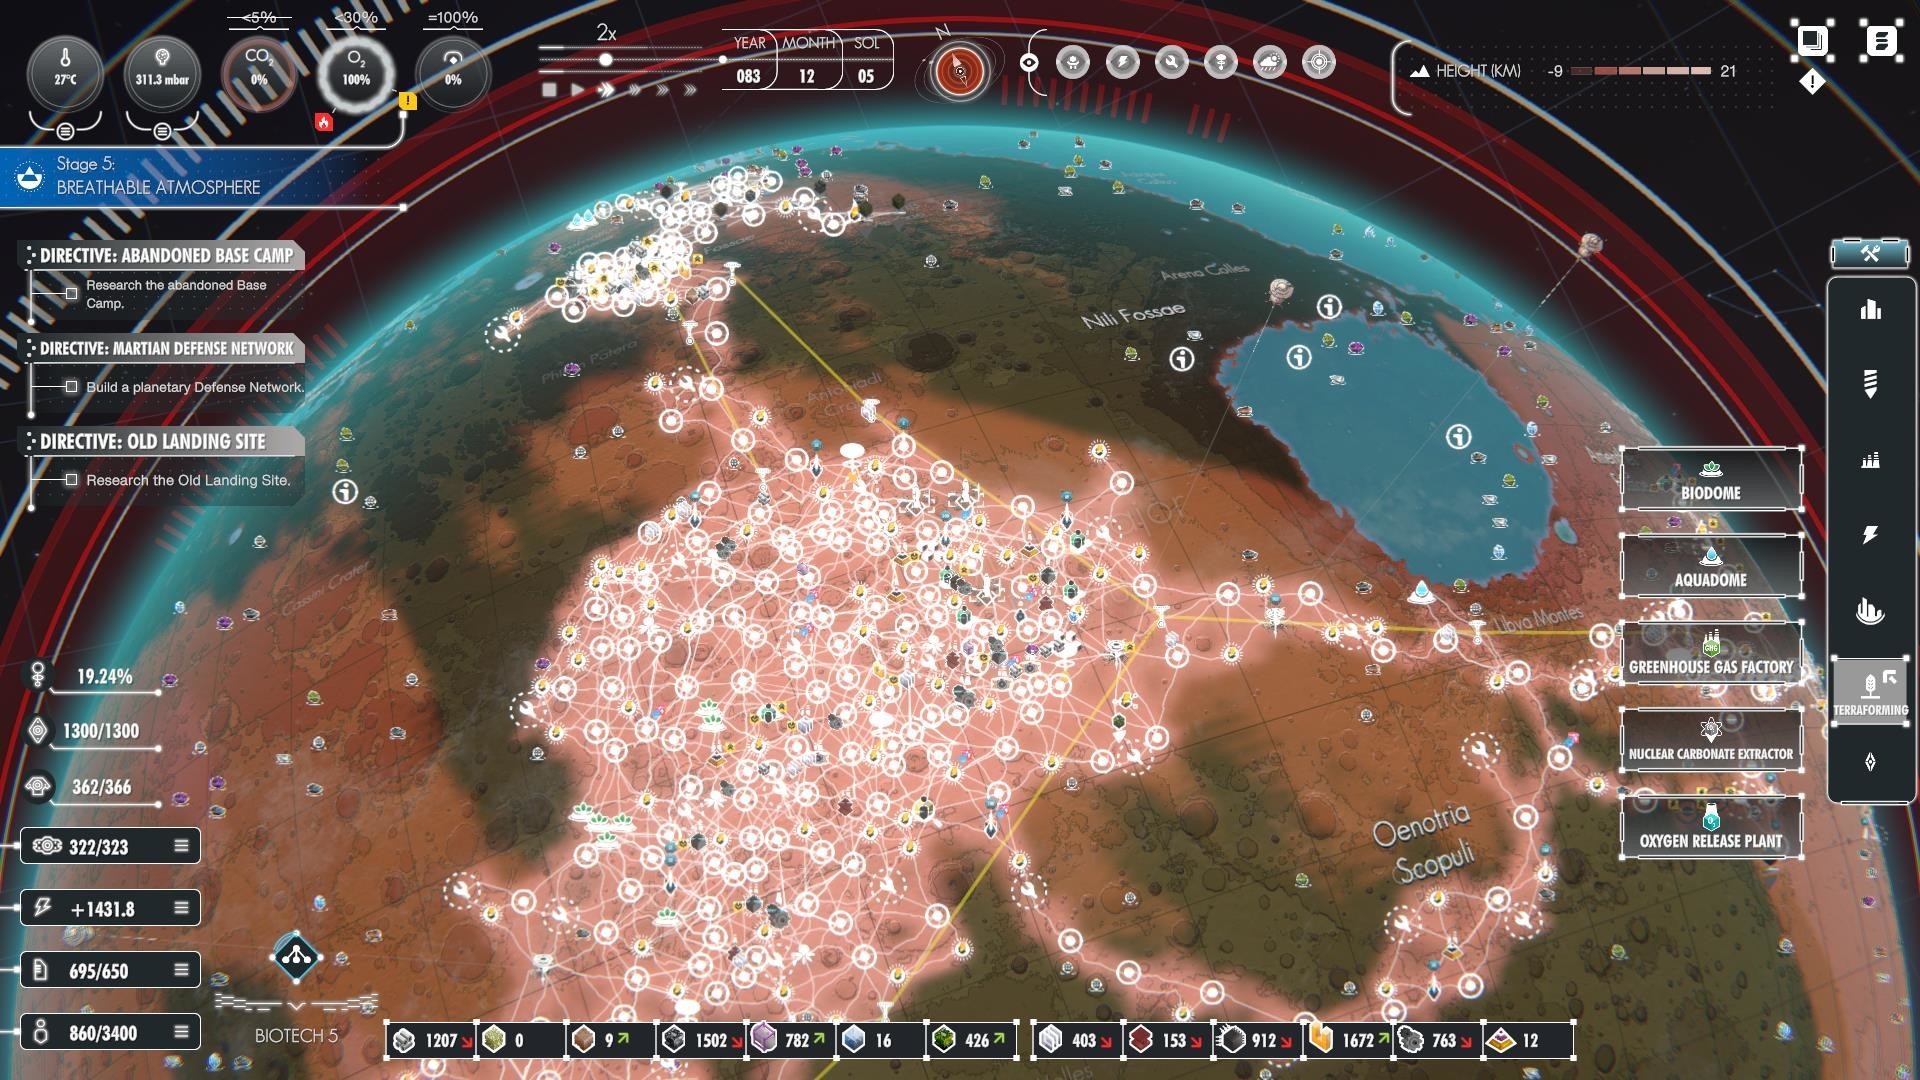 <5%
<30%
=100%
27°C
311.3 mbar
CO2
0%
O2
100%
0%
2x
YEAR
MONTH
SOL
083
12
05
N
HEIGHT (KM)
-9
21
Stage 5:
BREATHABLE ATMOSPHERE
DIRECTIVE: ABANDONED BASE CAMP
Research the abandoned Base
Camp.
DIRECTIVE: MARTIAN DEFENSE NETWORK
Build a planetary Defense Network.
DIRECTIVE: OLD LANDING SITE
Research the Old Landing Site.
Arena Colles
Nili Fossae
Antoniadi
Cassini Crater
Libya Montes
Oenotria
Scopuli
BIODOME
AQUADOME
GREENHOUSE GAS FACTORY
NUCLEAR CARBONATE EXTRACTOR
OXYGEN RELEASE PLANT
TERRAFORMING
19.24%
1300/1300
362/366
322/323
+1431.8
695/650
860/3400
BIOTECH 5
1207
0
9
1502
782
16
426
403
153
912
1672
763
12